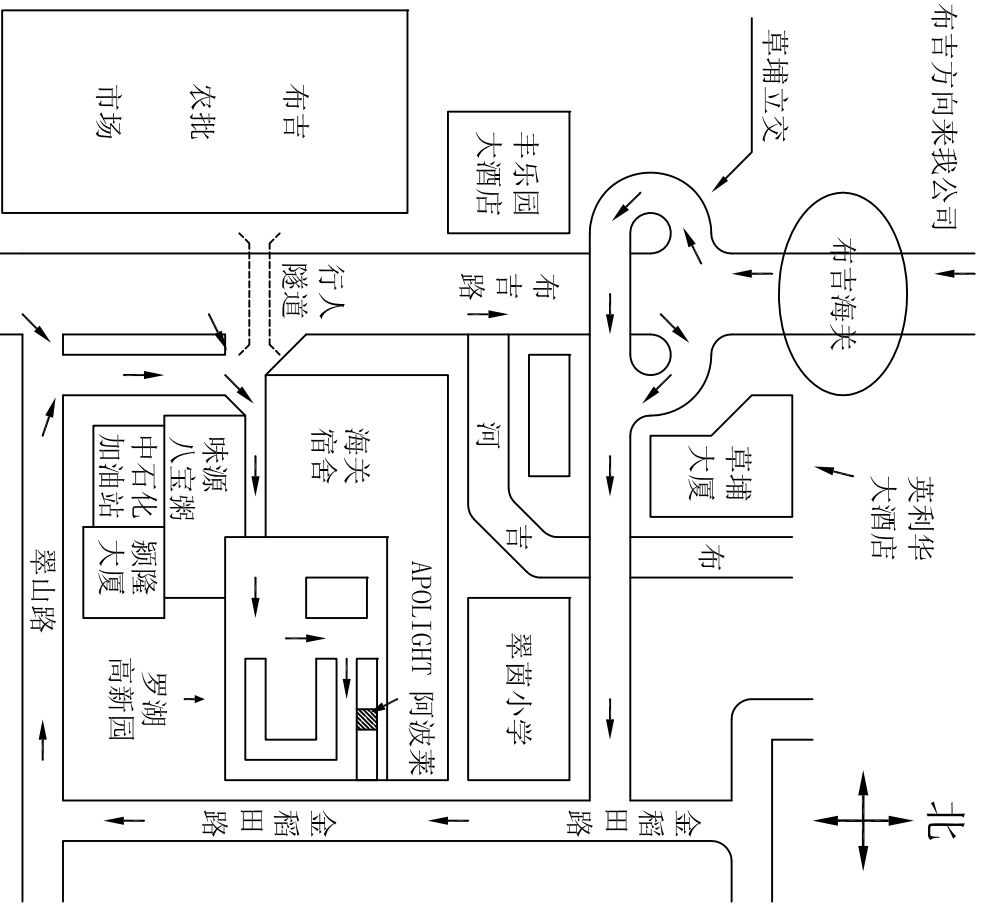 布吉方向来我公司
北
布吉海关
草埔立交
英利华
大酒店
草埔
大厦
布吉河
金稻田路
丰乐园
大酒店
布吉路
翠茵小学
布吉
农批
市场
行人
隧道
海关
宿舍
APOLIGHT 阿波莱
金稻田路
味源
八宝粥
中石化
加油站
颖隆
大厦
罗湖
高新园
翠山路